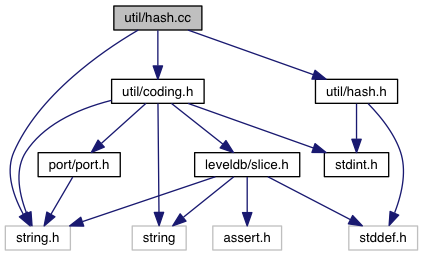 util/hash.cc
util/coding.h
util/hash.h
port/port.h
leveldb/slice.h
stdint.h
string.h
string
assert.h
stddef.h